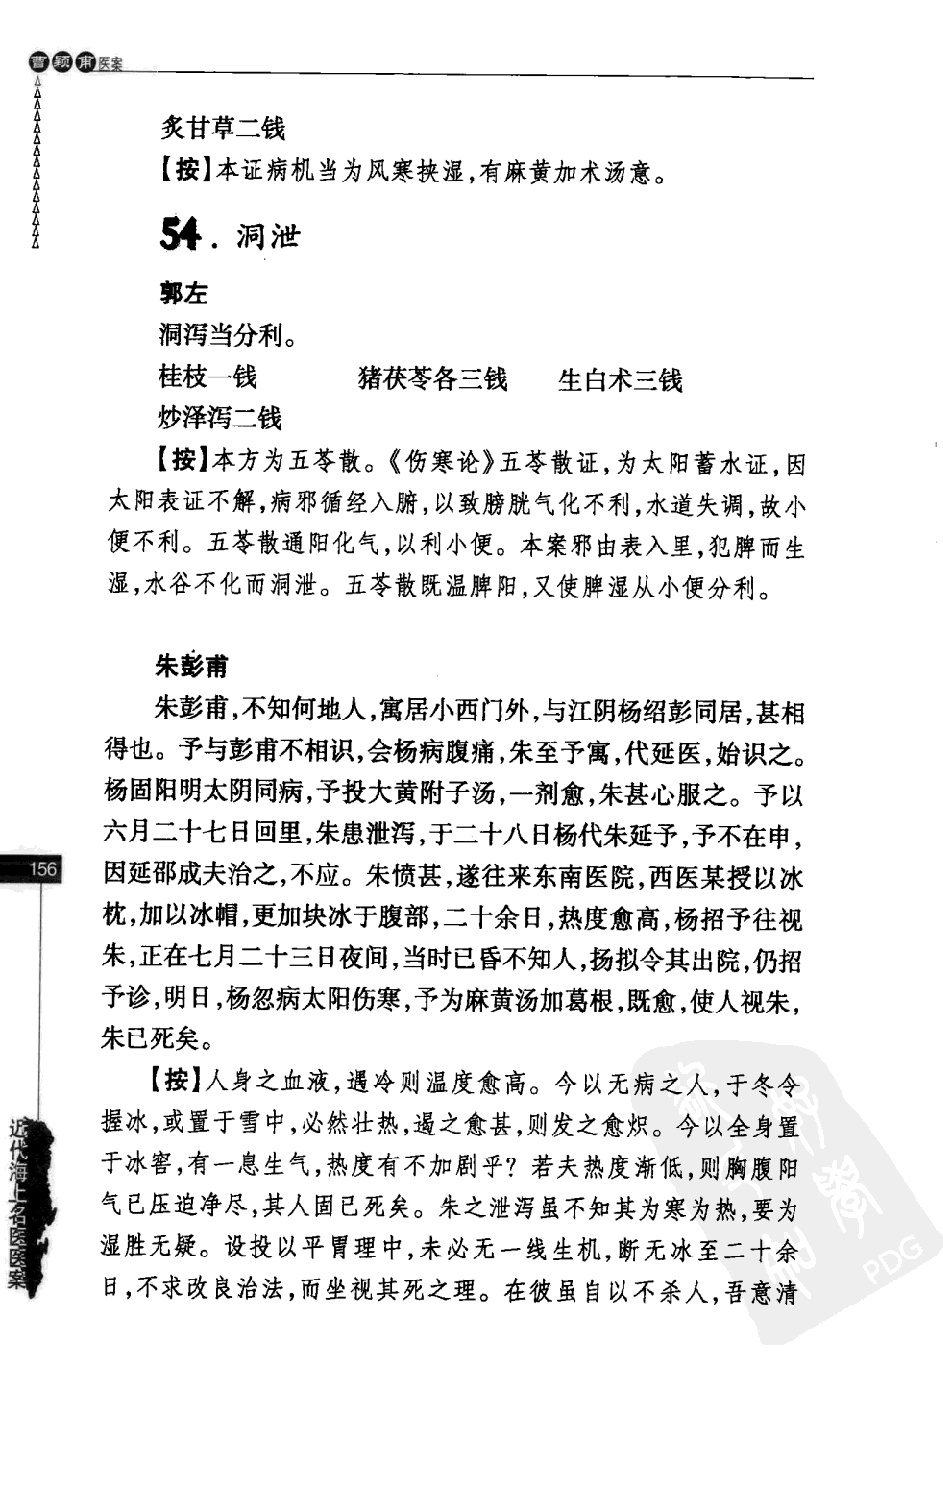 曹颖甫医案
炙甘草二钱
【按】本证病机当为风寒挟湿,有麻黄加术汤意。
54．洞泄
郭左
洞泻当分利。
桂枝一钱 猪茯苓各三钱 生白术三钱
炒泽泻二钱
【按】本方为五苓散。《伤寒论》五苓散证,为太阳蓄水证,因
太阳表证不解,病邪循经入腑,以致膀胱气化不利,水道失调,故小
便不利。五苓散通阳化气,以利小便。本案邪由表入里,犯脾而生
湿,水谷不化而洞泄。五苓散既温脾阳,又使脾湿从小便分利。
朱彭甫
朱彭甫,不知何地人,寓居小西门外,与江阴杨绍彭同居,甚相
得也。予与彭甫不相识,会杨病腹痛,朱至予寓,代延医,始识之。
杨固阳明太阴同病,予投大黄附子汤,一剂愈,朱甚心服之。予以
六月二十七日回里,朱患泄泻,于二十八日杨代朱延予,予不在申,
因延邵成夫治之,不应。朱愤甚,遂往来东南医院,西医某授以冰
枕,加以冰帽,更加块冰于腹部,二十余日,热度愈高,杨招予往视
朱,正在七月二十三日夜间,当时已昏不知人,扬拟令其出院,仍招
予诊,明日,杨忽病太阳伤寒,予为麻黄汤加葛根,既愈,使人视朱,
朱已死矣。
【按】人身之血液,遇冷则温度愈高。今以无病之人,于冬令
握冰,或置于雪中,必然壮热,遏之愈甚,则发之愈炽。今以全身置
于冰窖,有一息生气,热度有不加剧乎？若夫热度渐低,则胸腹阳
气已压迫净尽,其人固已死矣。朱之泄泻虽不知其为寒为热,要为
湿胜无疑。设投以平胃理中,未必无一线生机,断无冰至二十余
日,不求改良治法,而坐视其死之理。在彼虽自以不杀人,吾意清
156
近代海上名医医案
PDG